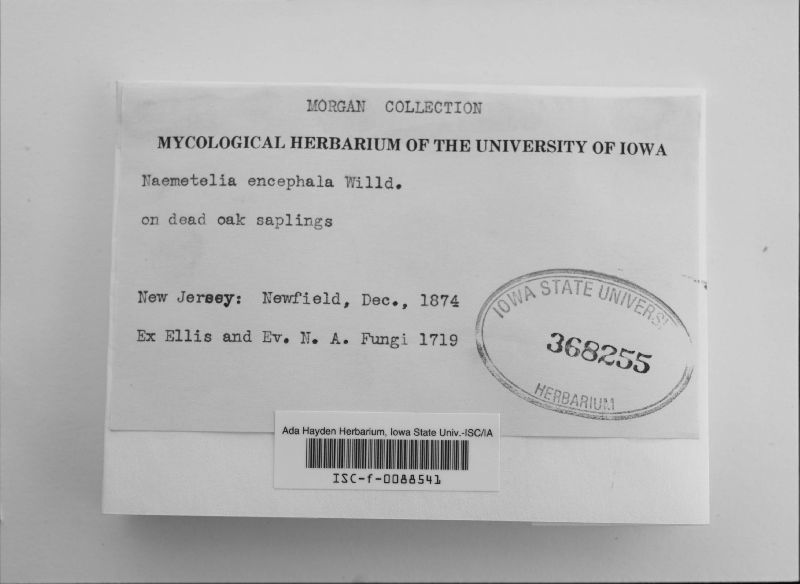 MORGAN COLLECTION
MYCOLOGICAL HERBARIUM OF THE UNIVERSITY OF IOWA
Naemetelia encephala Willd.
on dead oak saplings
New Jersey: Newfield, Dec., 1874
Ex Ellis and Ev. N. A. Fungi 1719
IOWA STATE UNIVERS
368255
HERBARIUM
Ada Hayden Herbarium, Iowa State Univ.-ISC/IA
ISC-f-0088541